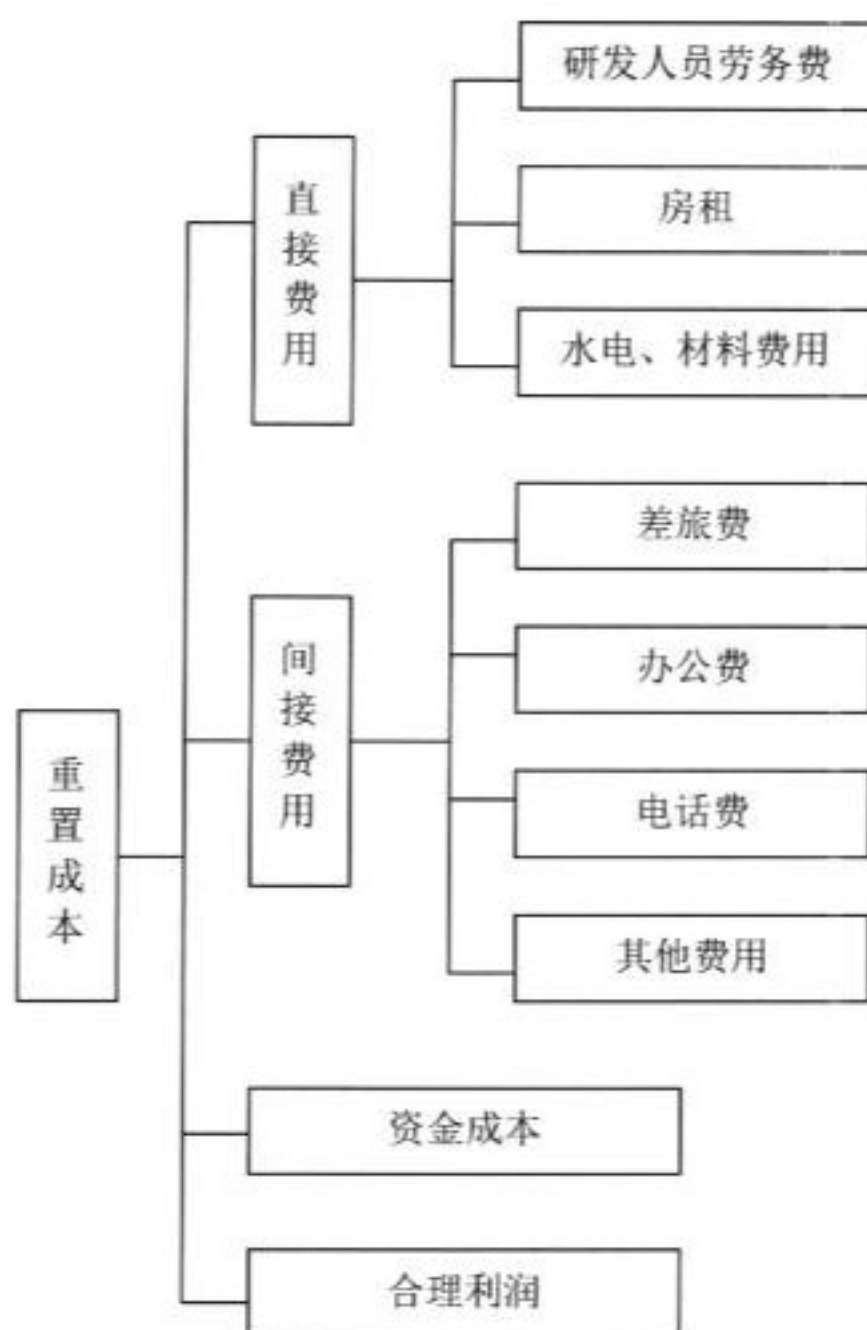 研发人员劳务费
房租
水电、材料费用
直接费用
差旅费
办公费
电话费
其他费用
间接费用
重置成本
资金成本
合理利润